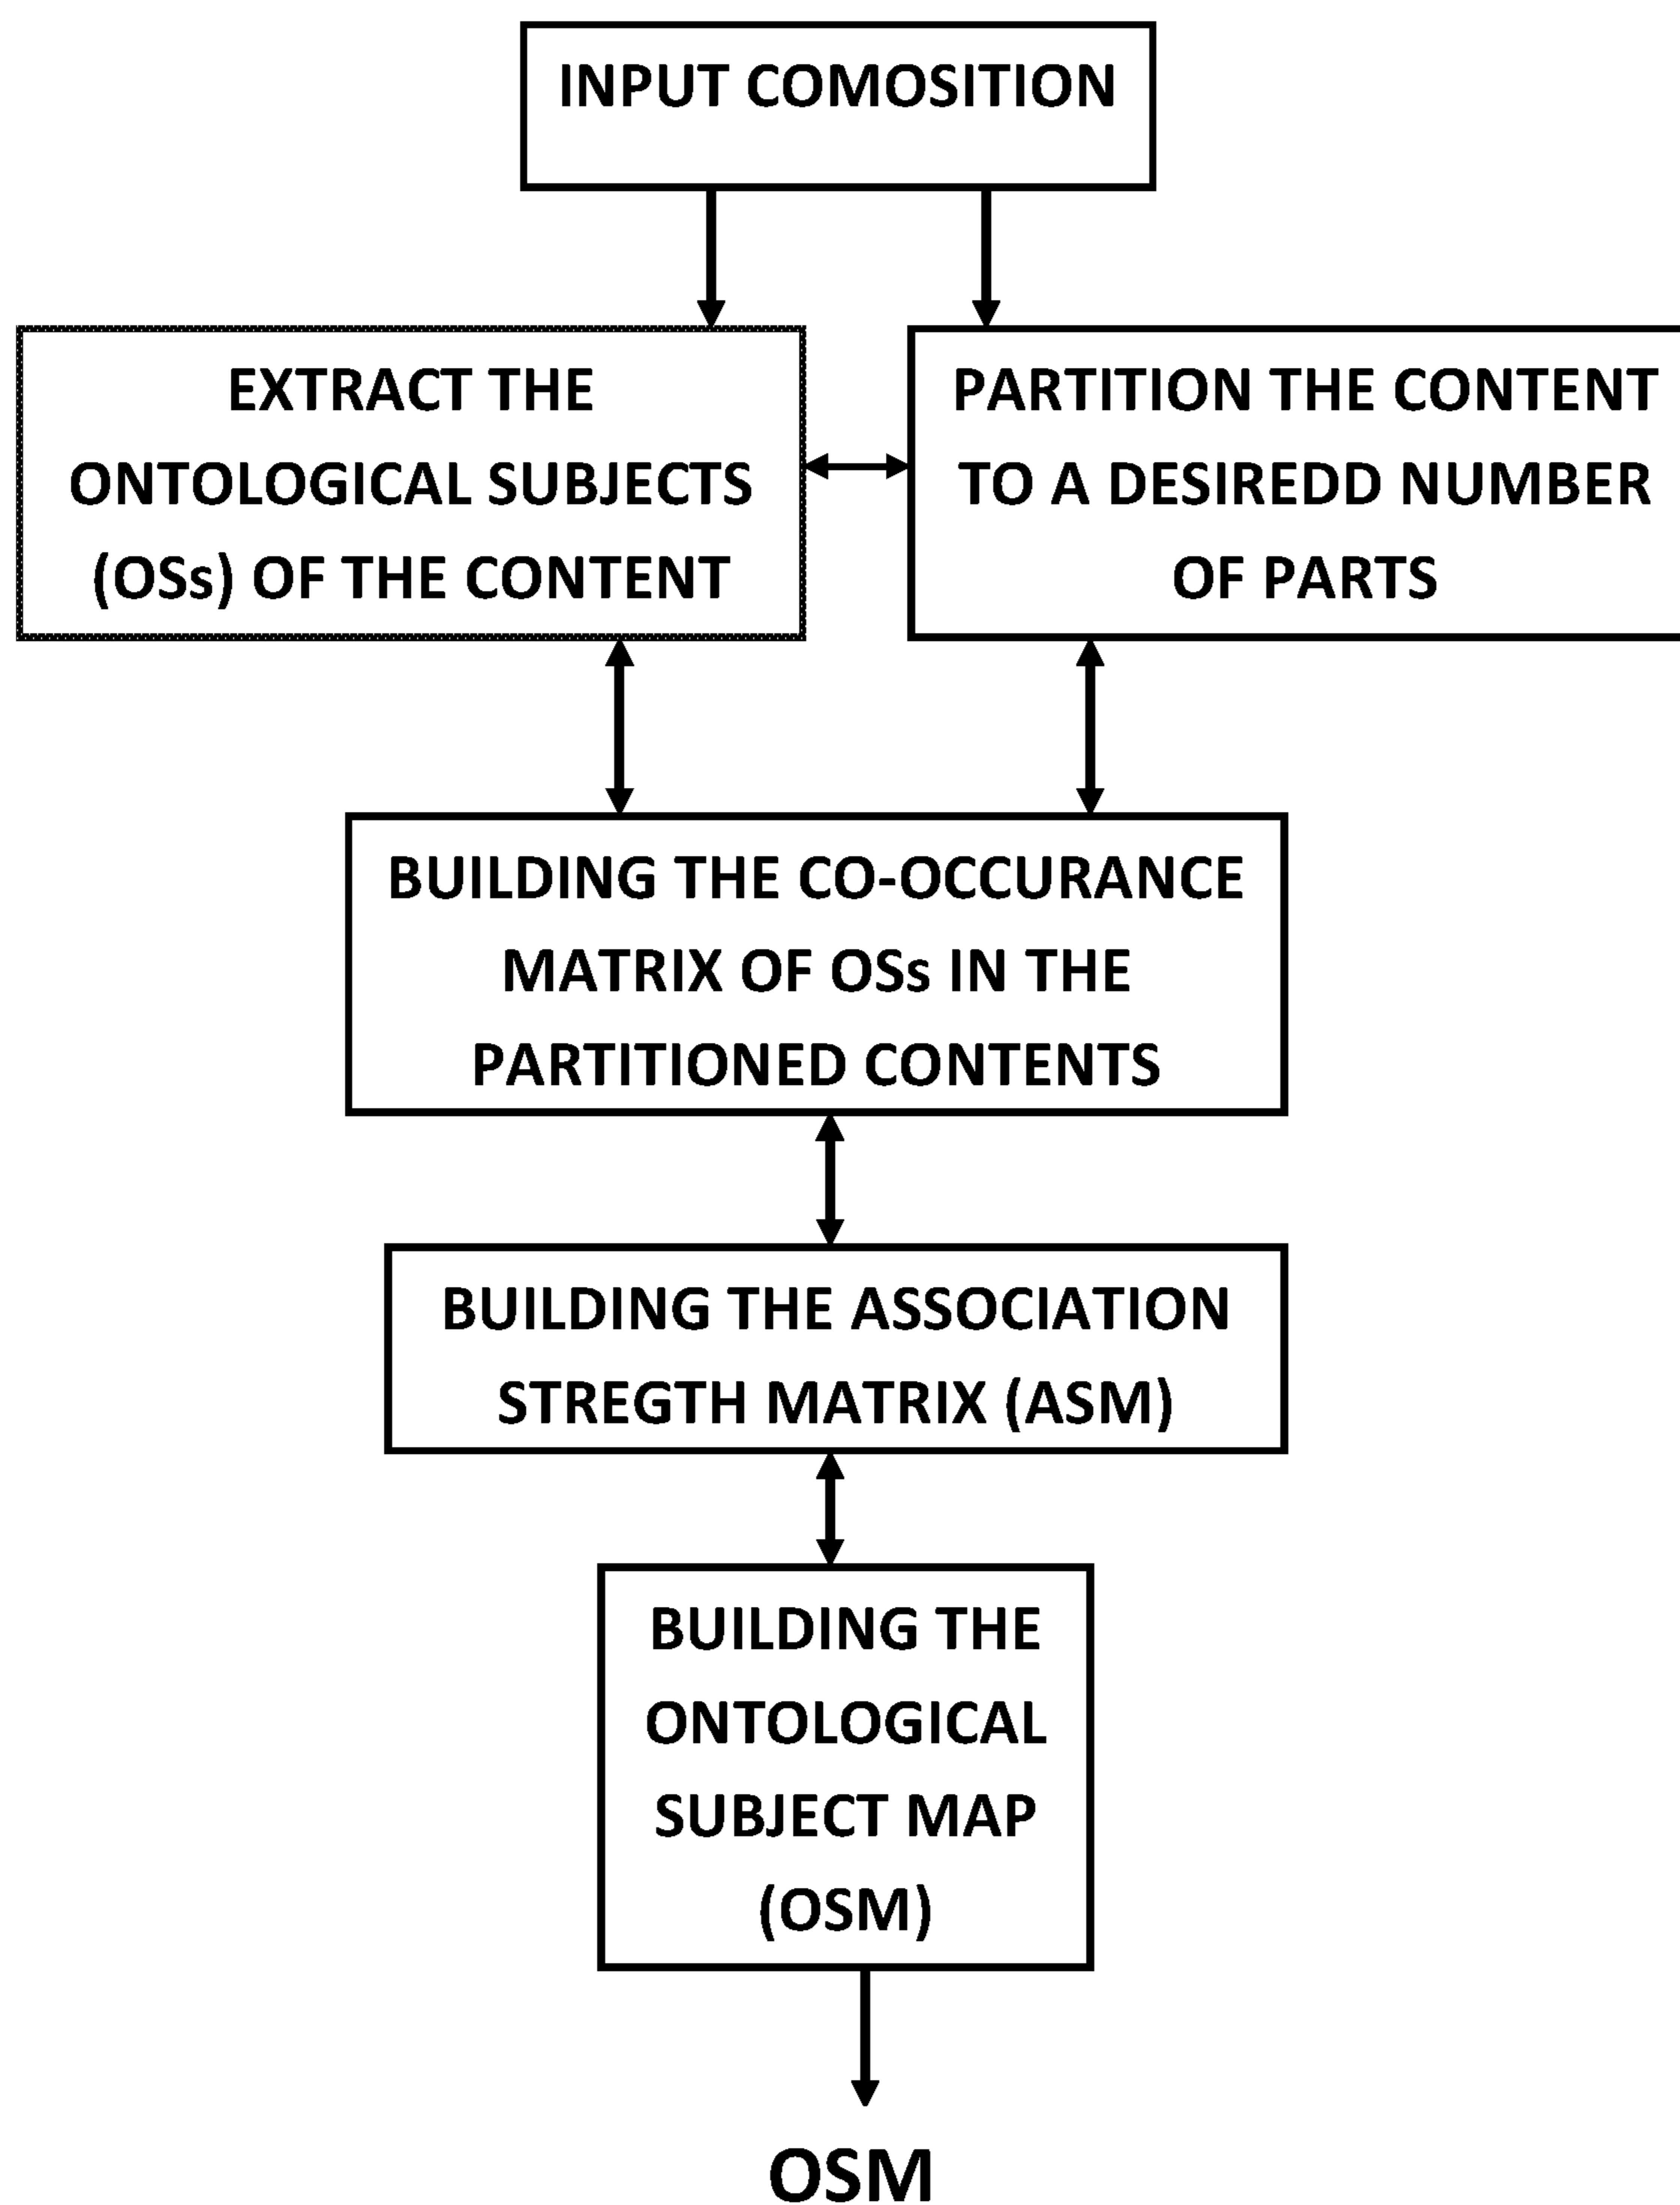 INPUT COMOSITION
EXTRACT THE
ONTOLOGICAL SUBJECTS
(OSs) OF THE CONTENT
PARTITION THE CONTENT
TO A DESIREDD NUMBER
OF PARTS
BUILDING THE CO-OCCURANCE
MATRIX OF OSs IN THE
PARTITIONED CONTENTS
BUILDING THE ASSOCIATION
STREGTH MATRIX (ASM)
BUILDING THE
ONTOLOGICAL
SUBJECT MAP
(OSM)
OSM